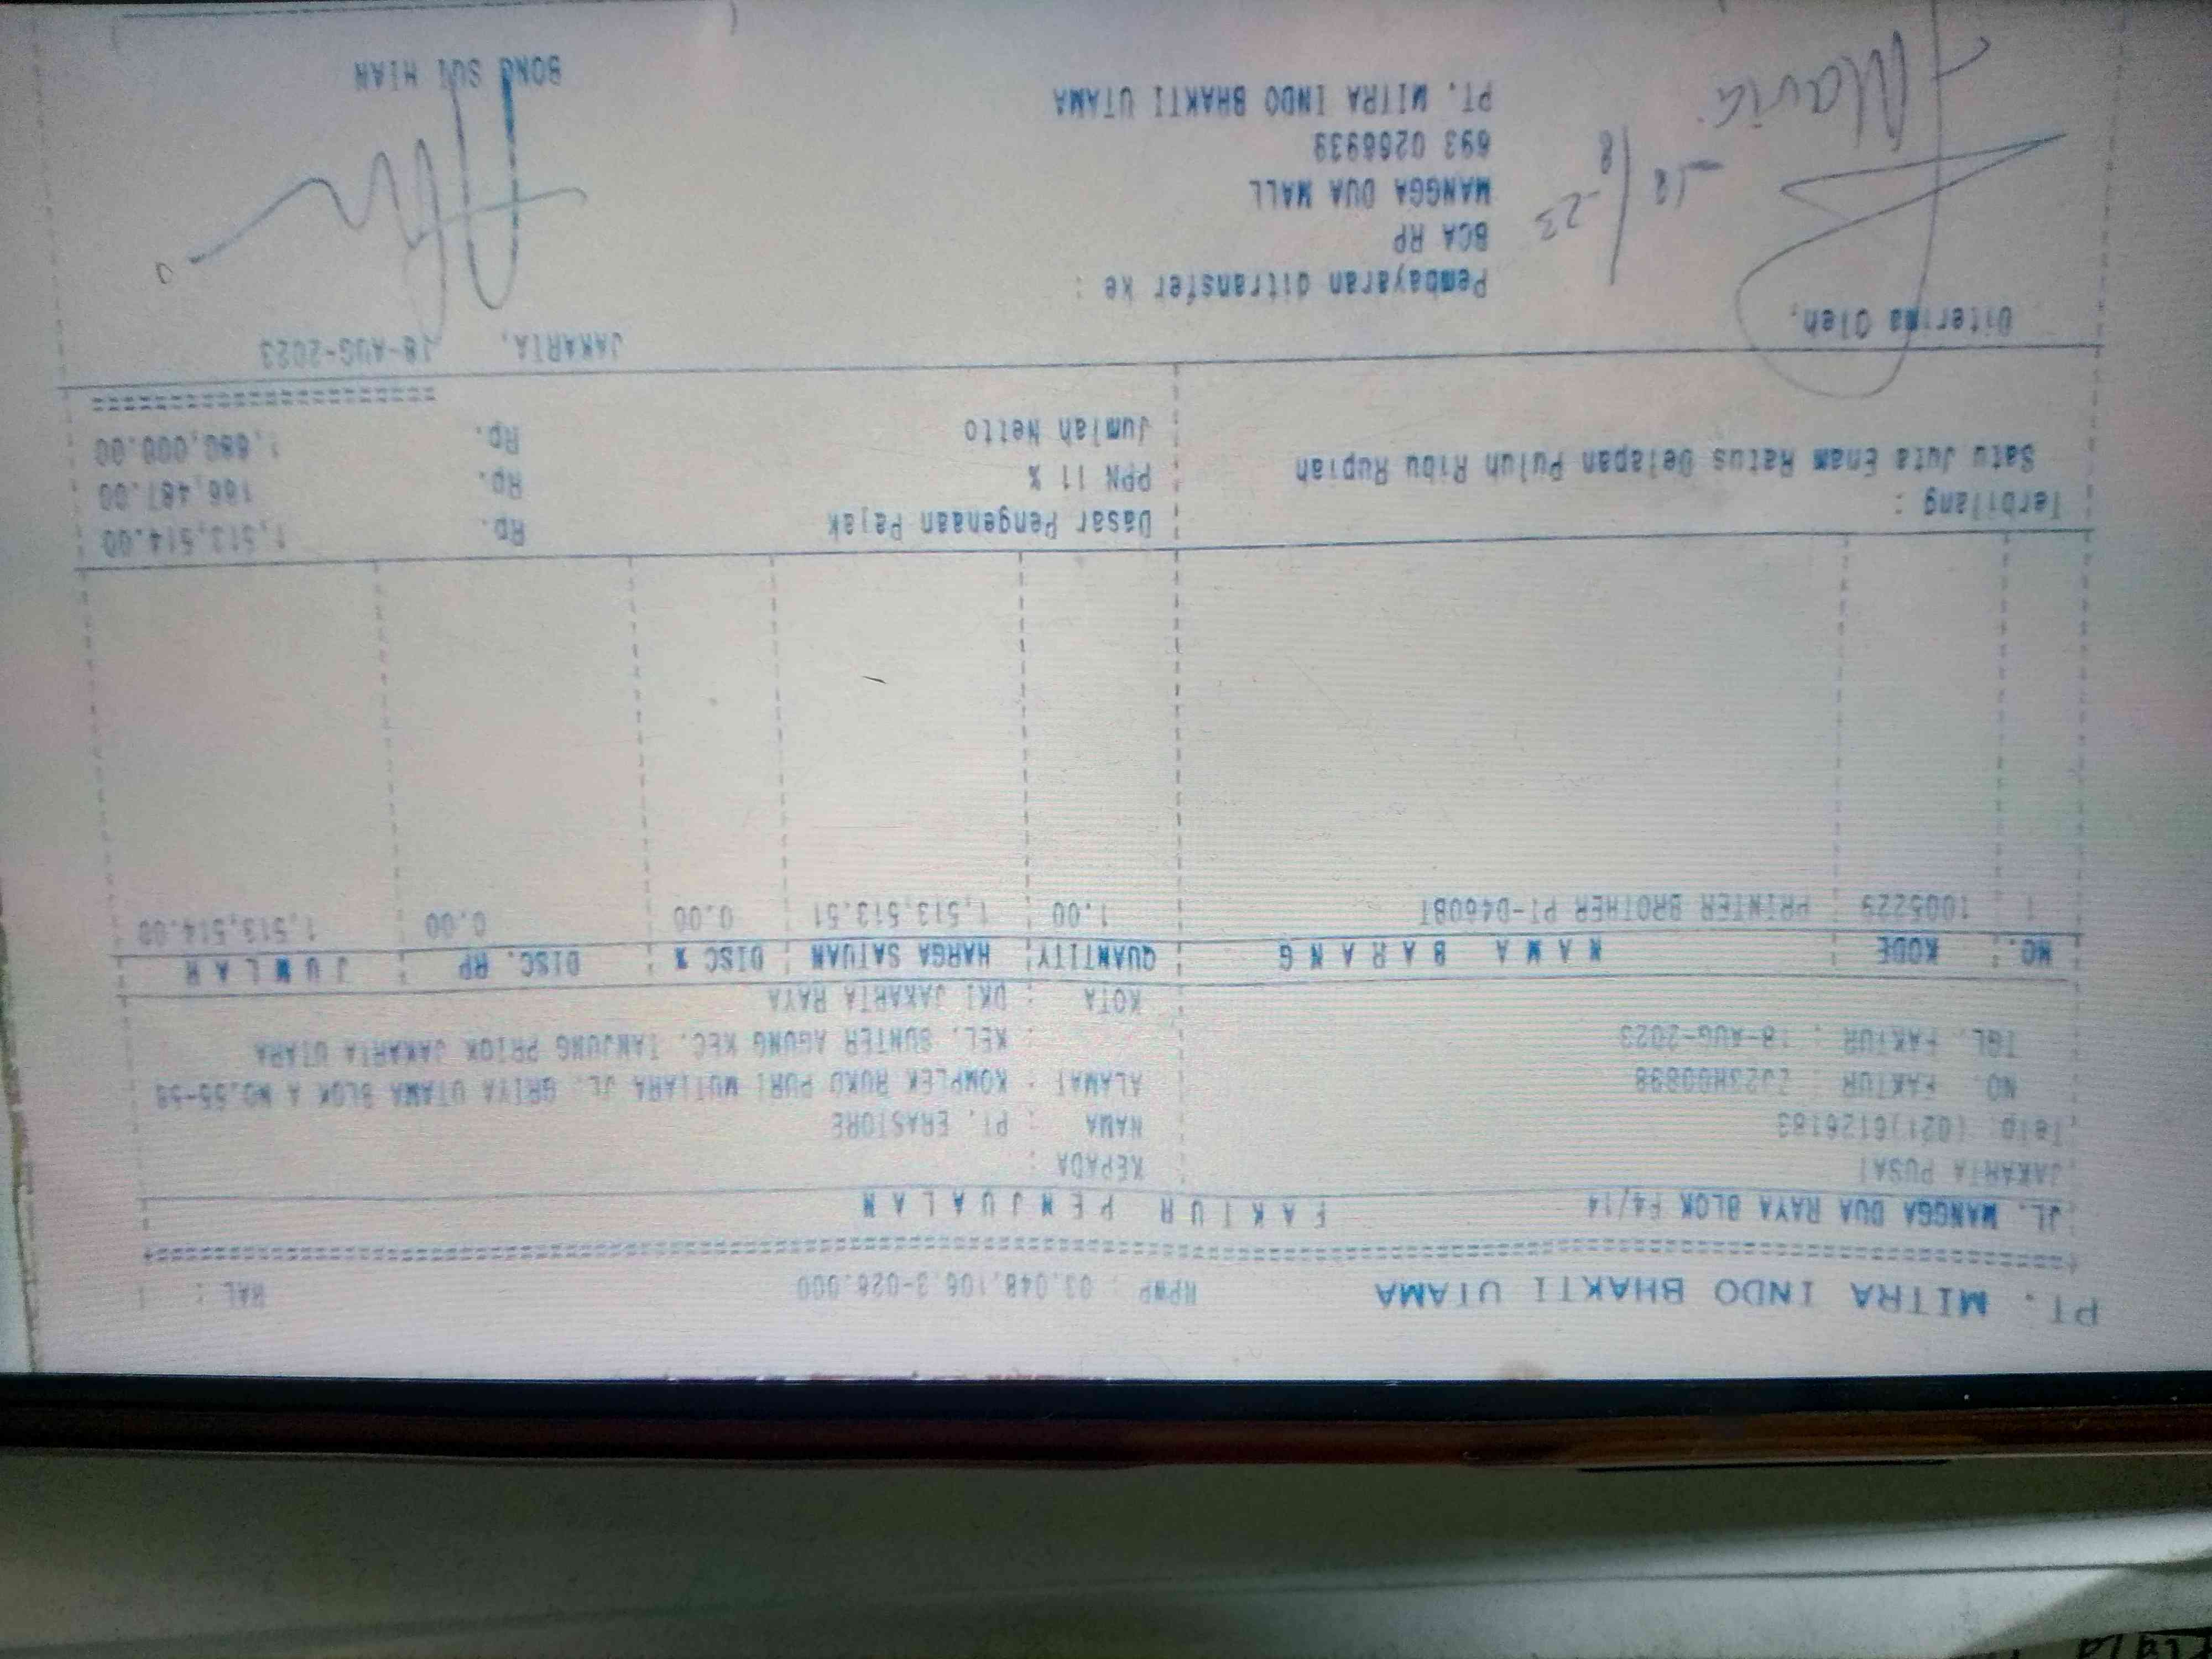 PT. MITRA INDO BHAKTI UTAMA NPWP : 03.048.106.3-026.000 HAL : 1
JL. MANGGA DUA RAYA BLOK F4/14 F A K T U R P E N J U A L A N
JAKARTA PUSAT
Telp. (021)6126183
NO. FAKTUR : ZJ23H00898
TGL. FAKTUR : 18-AUG-2023
KEPADA :
NAMA : PT. ERASTORE
ALAMAT : KOMPLEK RUKO PURI MUTIARA JL. GRIYA UTAMA BLOK A NO.55-56
: KEL. SUNTER AGUNG KEC. TANJUNG PRIOK JAKARTA UTARA
KOTA : DKI JAKARTA RAYA
NO. KODE N A M A B A R A N G QUANTITY HARGA SATUAN DISC % DISC. RP J U M L A H
1 1005229 PRINTER BROTHER PT-D460BT 1.00 1,513,513.51 0.00 0.00 1,513,514.00
Terbilang :
Satu Juta Enam Ratus Delapan Puluh Ribu Rupiah
Dasar Pengenaan Pajak Rp. 1,513,514.00
PPN 11 % Rp. 166,487.00
Jumlah Netto Rp. 1,680,000.00
Diterima Oleh,
Pembayaran ditransfer ke :
BCA RP
MANGGA DUA MALL
693 0266939
PT. MITRA INDO BHAKTI UTAMA
JAKARTA, 18-AUG-2023
BONG SUI HIAN